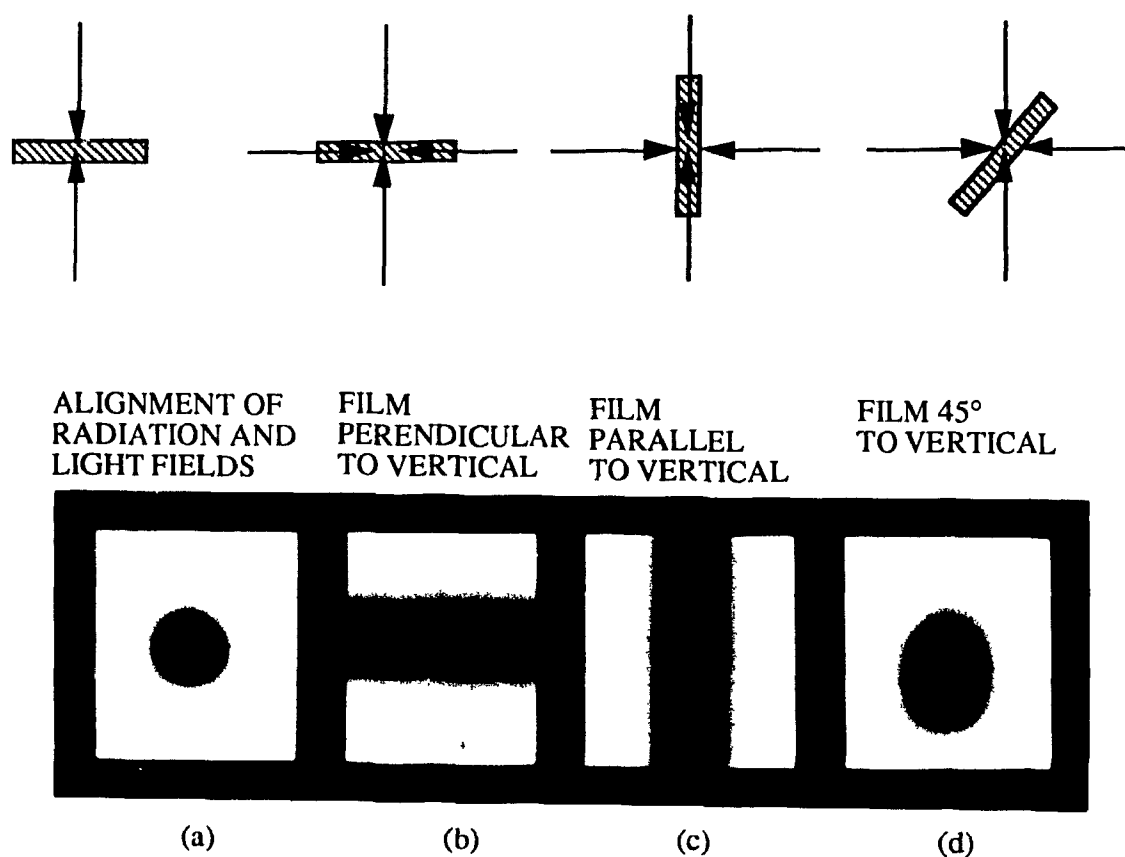 ALIGNMENT OF
RADIATION AND
LIGHT FIELDS
FILM
PERENDICULAR
TO VERTICAL
FILM
PARALLEL
TO VERTICAL
FILM 45°
TO VERTICAL
(a)
(b)
(c)
(d)